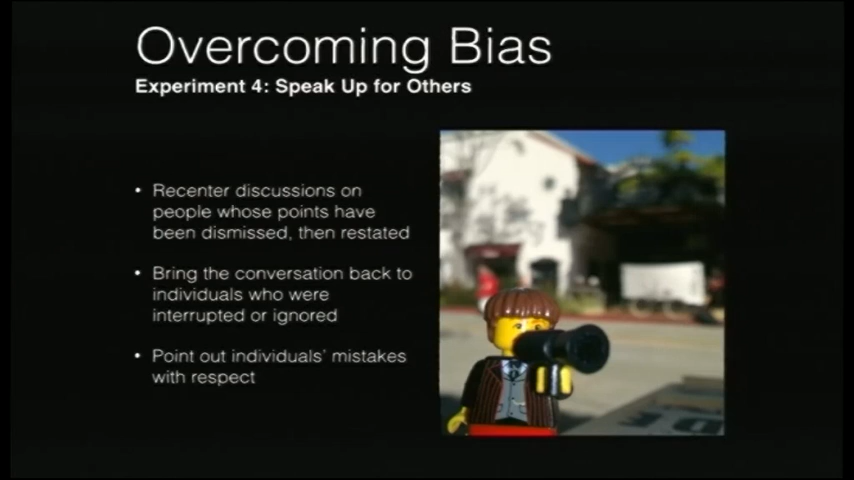 Overcoming Bias
Experiment 4: Speak Up for Others
• Recenter discussions on
people whose points have
been dismissed, then restated
• Bring the conversation back to
individuals who were
interrupted or ignored
• Point out individuals' mistakes
with respect